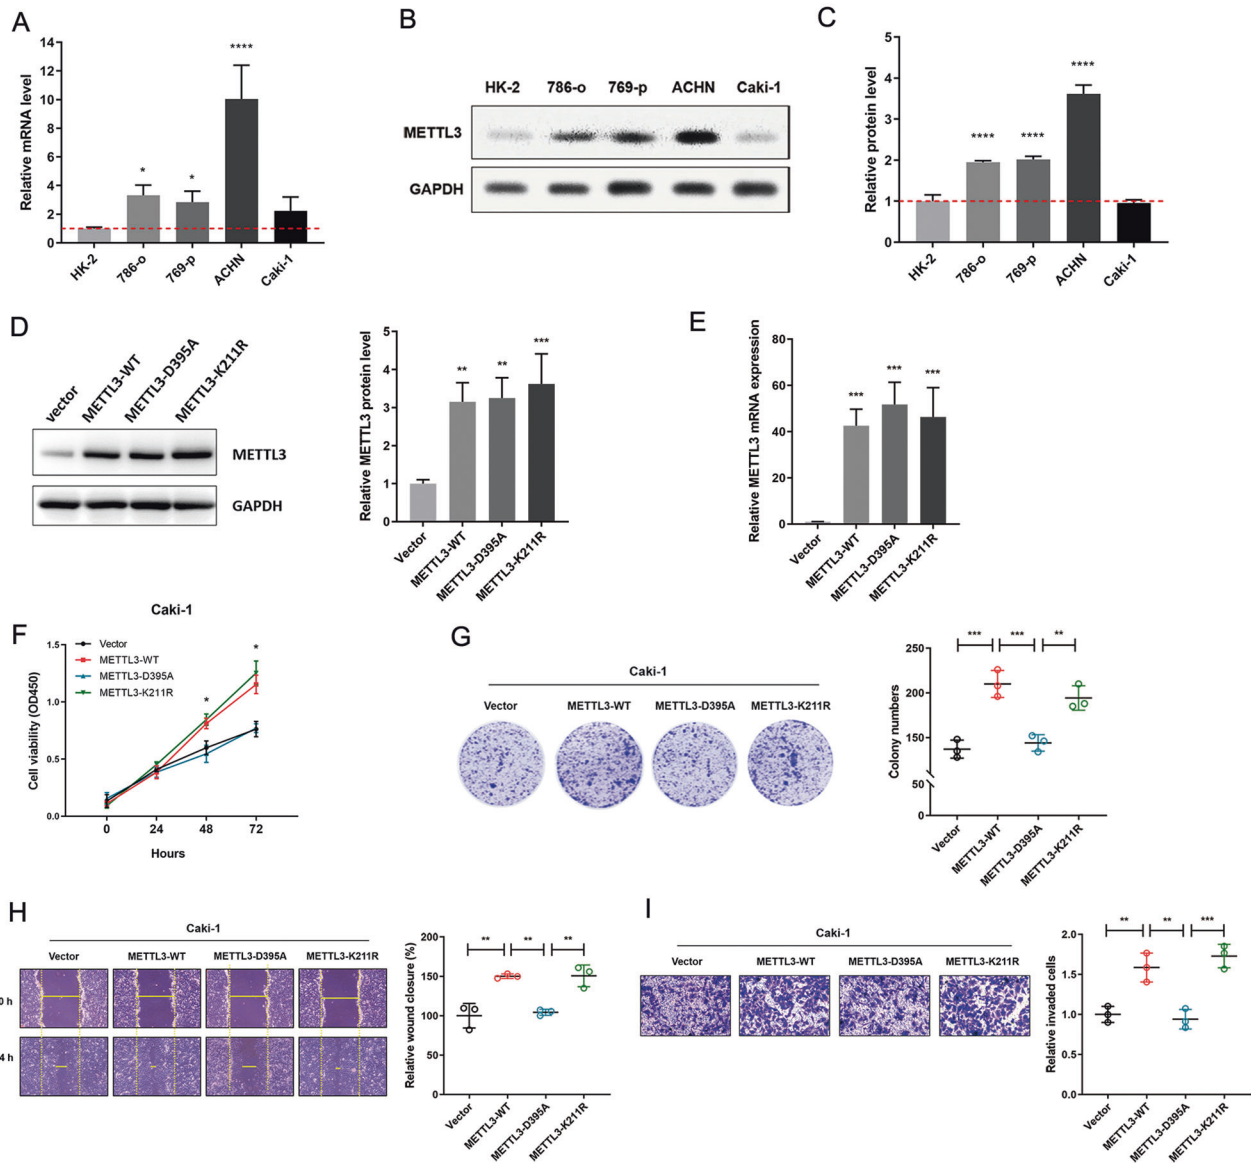 A
Relative mRNA level
14
12
10
8
6
4
2
0
*
*
****
HK-2
786-o
769-p
ACHN
Caki-1
B
HK-2 786-o 769-p ACHN Caki-1
METTL3
GAPDH
C
Relative protein level
5
4
3
2
1
0
****
****
****
HK-2
786-o
769-p
ACHN
Caki-1
D
vector
METTL3-WT
METTL3-D395A
METTL3-K211R
METTL3
GAPDH
Relative METTL3 protein level
5
4
3
2
1
0
**
**
***
Vector
METTL3-WT
METTL3-D395A
METTL3-K211R
E
Relative METTL3 mRNA expression
80
60
40
20
0
***
***
***
Vector
METTL3-WT
METTL3-D395A
METTL3-K211R
F
Caki-1
Cell viability (OD450)
1.5
1.0
0.5
0.0
Vector
METTL3-WT
METTL3-D395A
METTL3-K211R
*
*
0 24 48 72
Hours
G
Caki-1
Vector METTL3-WT METTL3-D395A METTL3-K211R
Colony numbers
250
200
150
50
0
*** *** **
Vector
METTL3-WT
METTL3-D395A
METTL3-K211R
H
Caki-1
Vector METTL3-WT METTL3-D395A METTL3-K211R
0 h
4 h
Relative wound closure (%)
200
150
100
50
0
** ** **
Vector
METTL3-WT
METTL3-D395A
METTL3-K211R
I
Caki-1
Vector METTL3-WT METTL3-D395A METTL3-K211R
Relative invaded cells
2.0
1.5
1.0
0.5
0.0
** ** ***
Vector
METTL3-WT
METTL3-D395A
METTL3-K211R